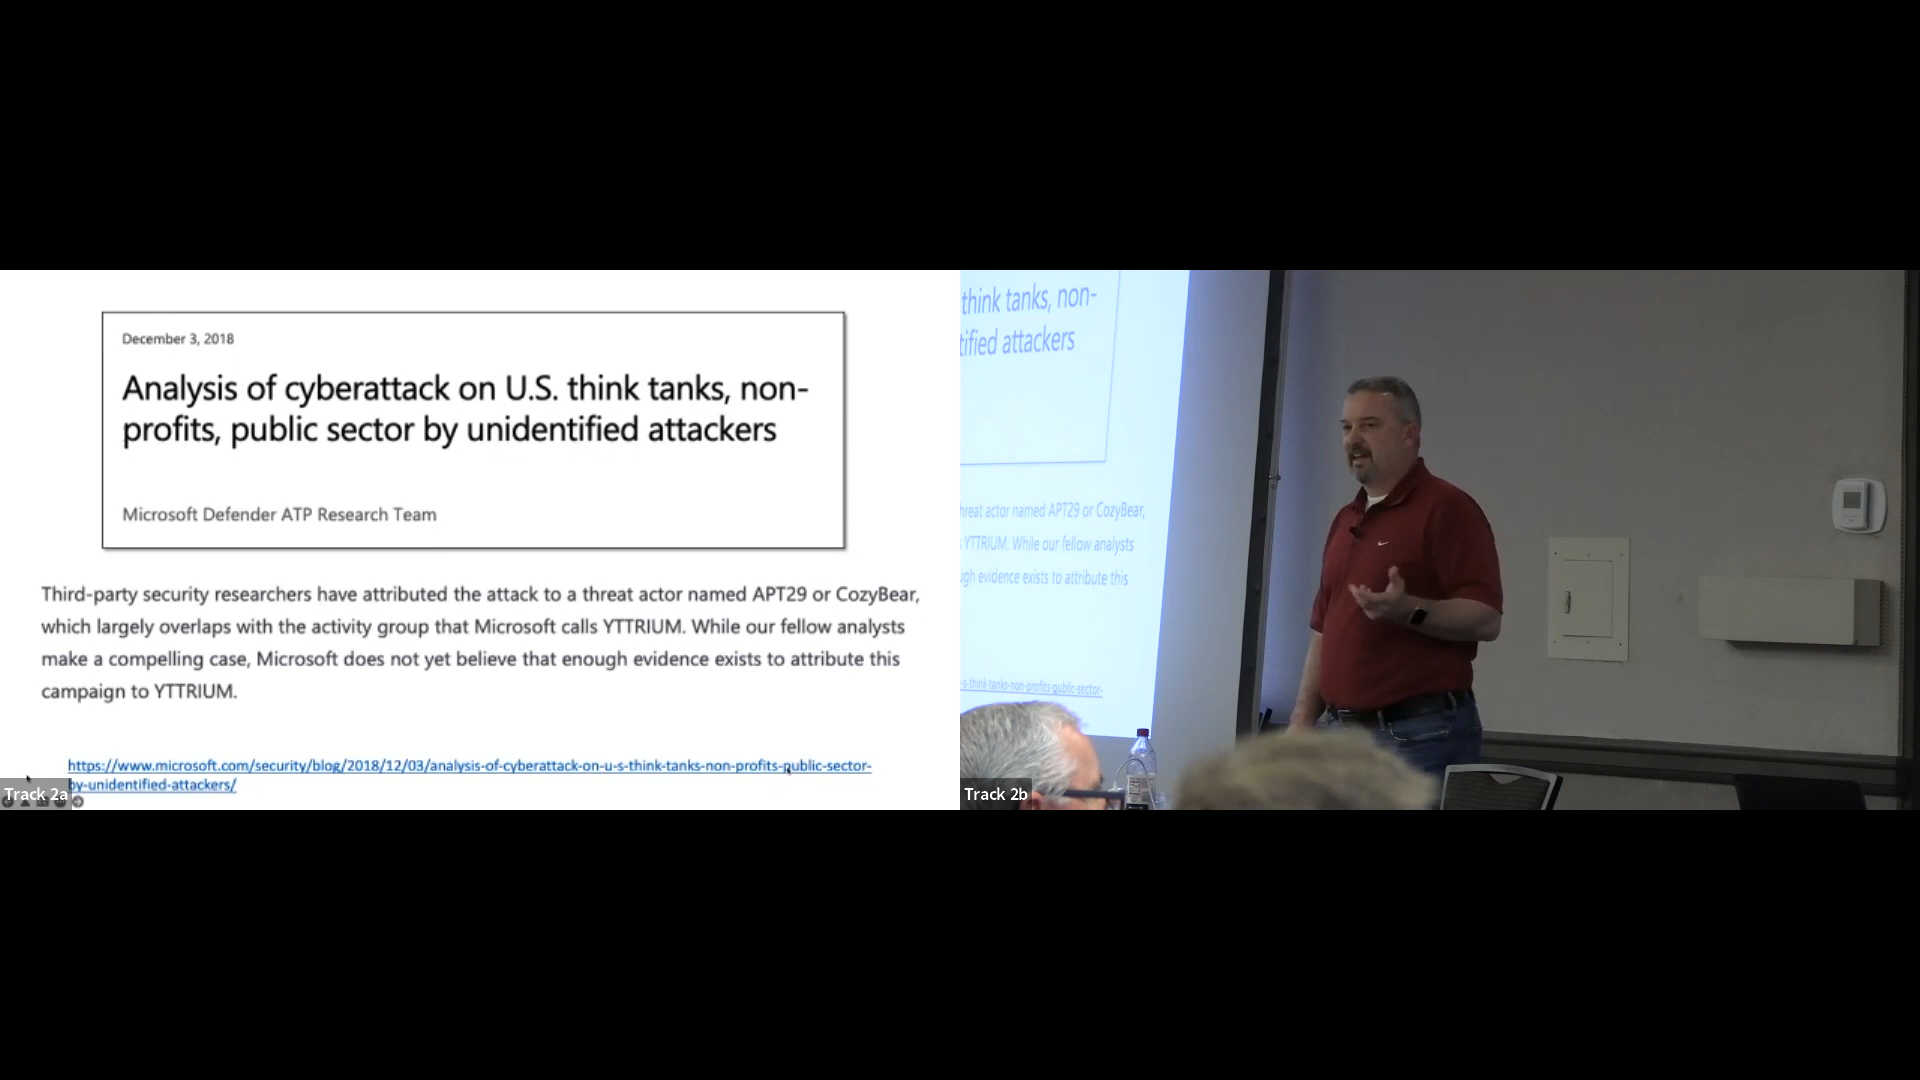 December 3, 2018
Analysis of cyberattack on U.S. think tanks, non-
profits, public sector by unidentified attackers
Microsoft Defender ATP Research Team
Third-party security researchers have attributed the attack to a threat actor named APT29 or CozyBear,
which largely overlaps with the activity group that Microsoft calls YTTRIUM. While our fellow analysts
make a compelling case, Microsoft does not yet believe that enough evidence exists to attribute this
campaign to YTTRIUM.
https://www.microsoft.com/security/blog/2018/12/03/analysis-of-cyberattack-on-u-s-think-tanks-non-profits-public-sector-
by-unidentified-attackers/
Track 2a
think tanks, non-
tified attackers
threat actor named APT29 or CozyBear,
YTTRIUM. While our fellow analysts
ugh evidence exists to attribute this
-s-think-tanks-non-profits-public-sector-
Track 2b